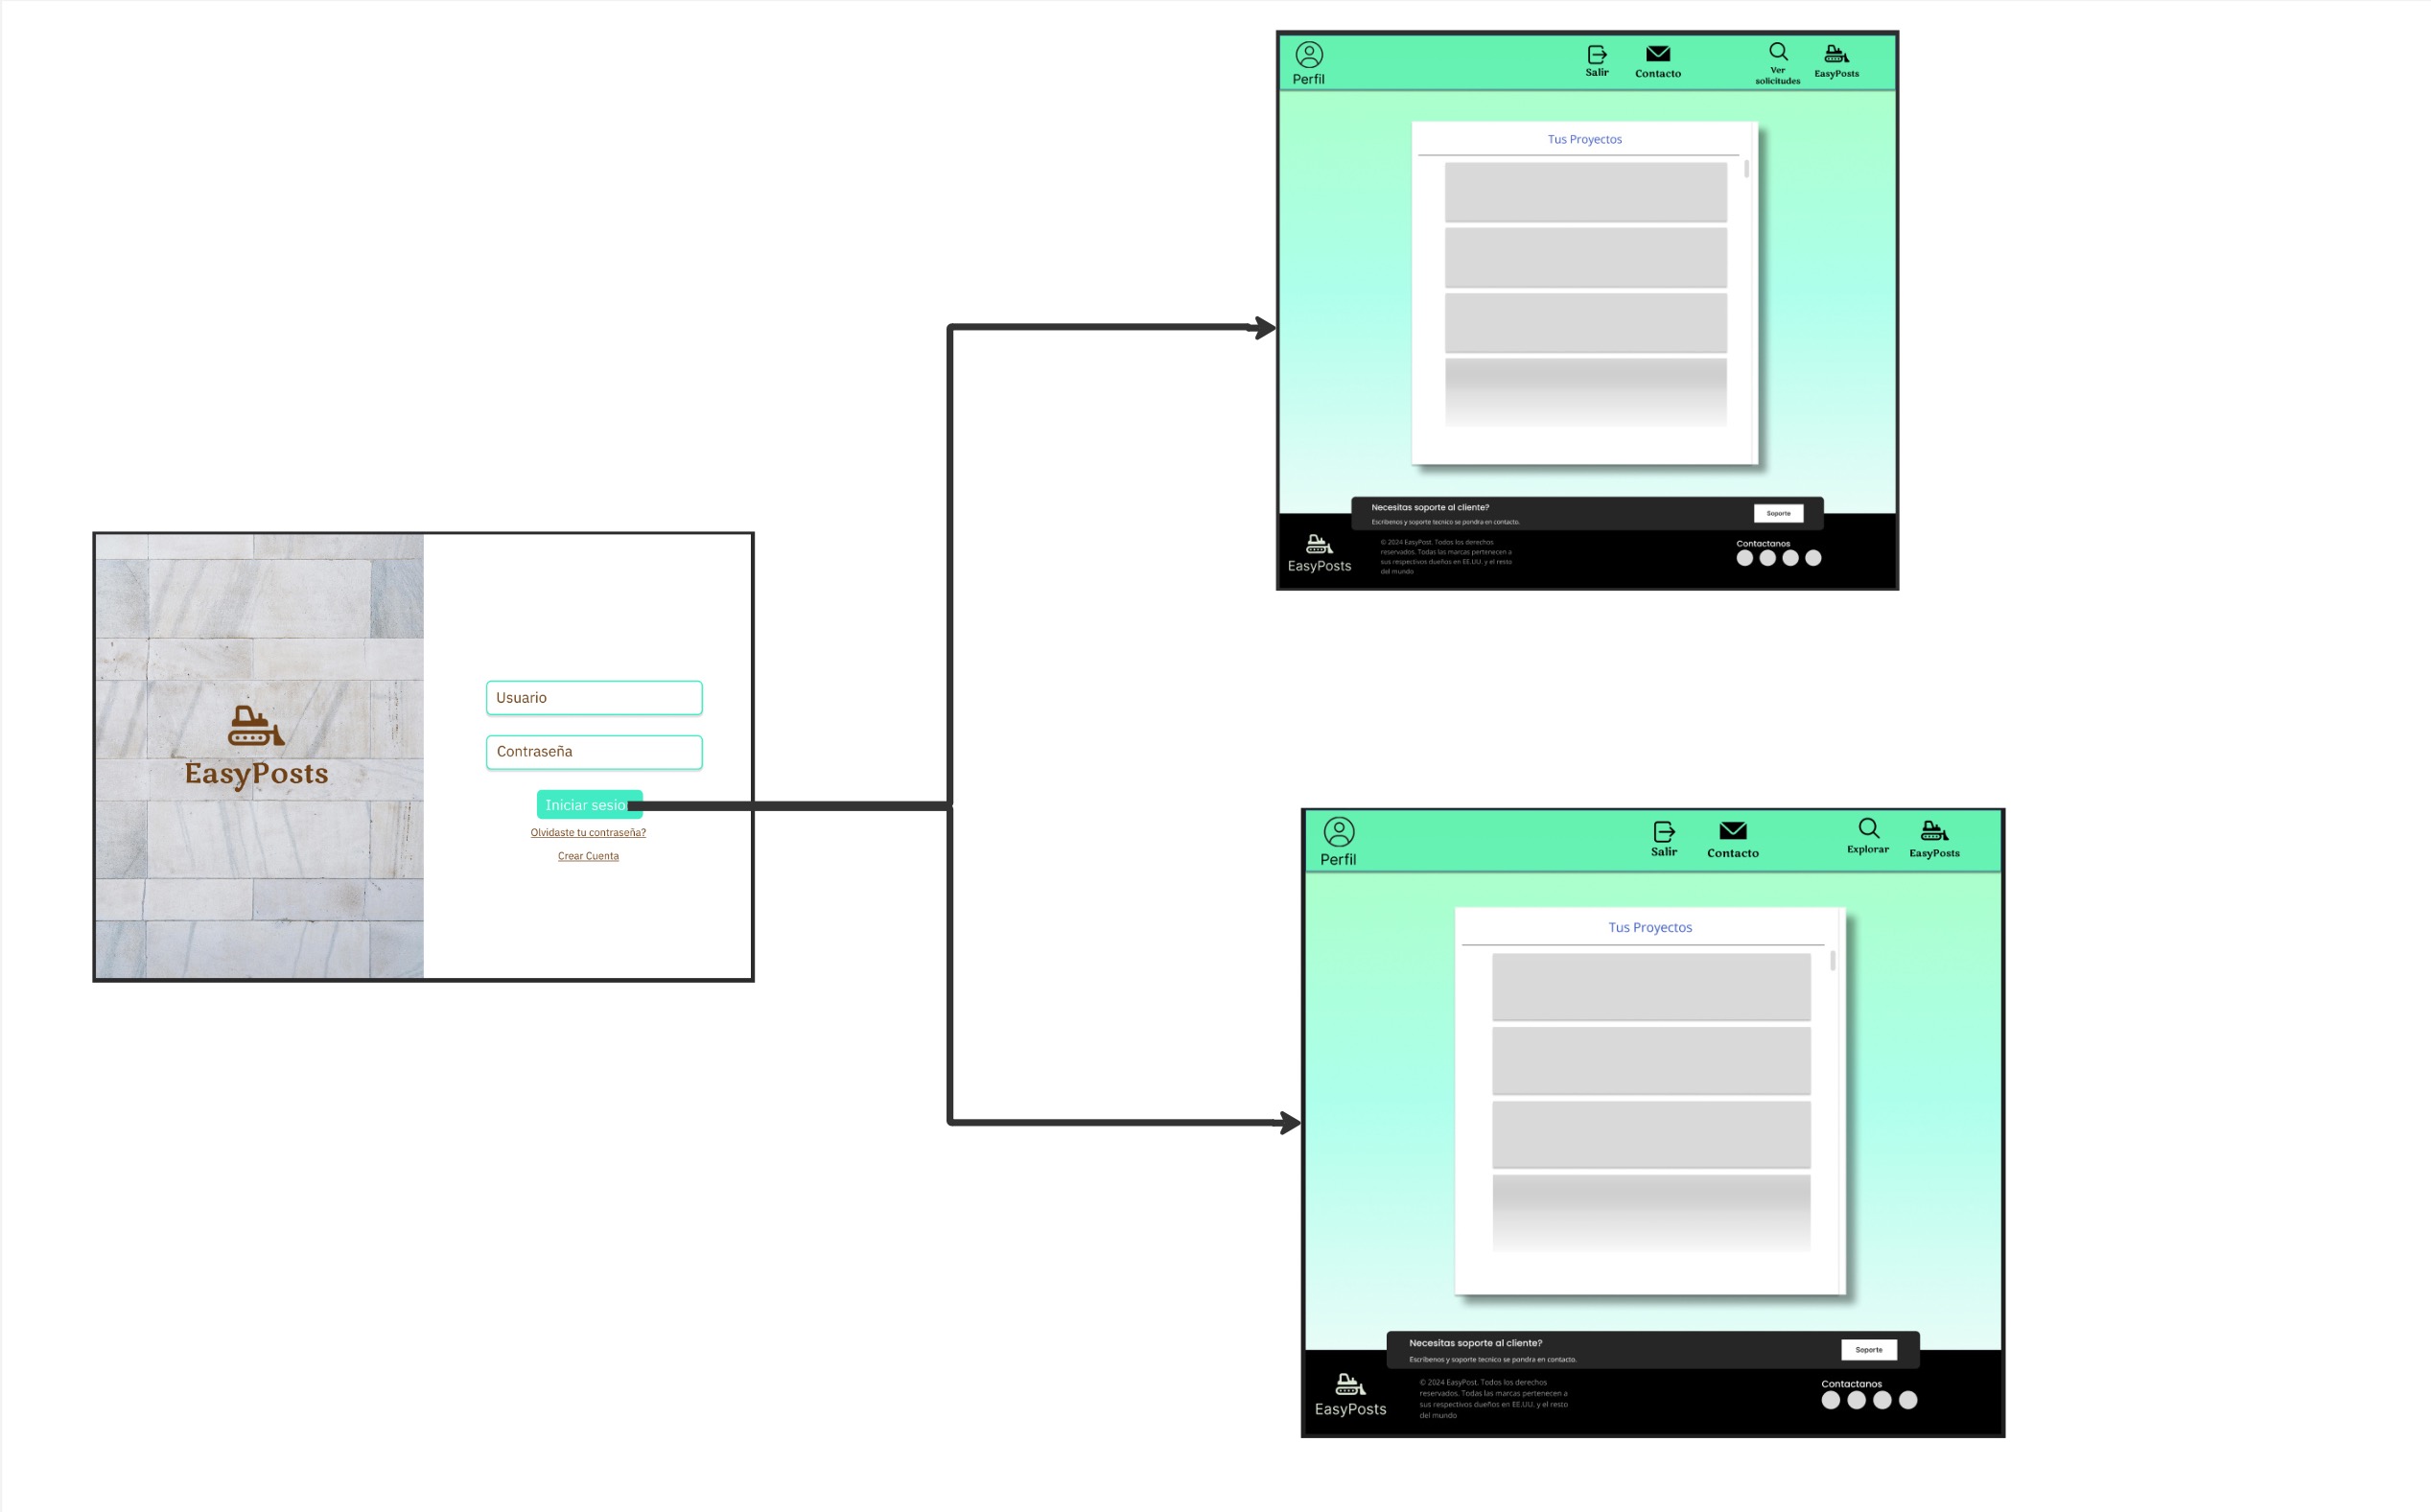 EasyPosts
Usuario
Contraseña
Iniciar sesio
Olvidaste tu contraseña?
Crear Cuenta
Perfil
Salir
Contacto
Ver
solicitudes
EasyPosts
Tus Proyectos
Necesitas soporte al cliente?
Escribenos y soporte tecnico se pondra en contacto.
Soporte
EasyPosts
© 2024 EasyPost. Todos los derechos
reservados. Todas las marcas pertenecen a
sus respectivos dueños en EE.UU. y el resto
del mundo
Contactanos
Perfil
Salir
Contacto
Explorar
EasyPosts
Tus Proyectos
Necesitas soporte al cliente?
Escribenos y soporte tecnico se pondra en contacto.
Soporte
EasyPosts
© 2024 EasyPost. Todos los derechos
reservados. Todas las marcas pertenecen a
sus respectivos dueños en EE.UU. y el resto
del mundo
Contactanos